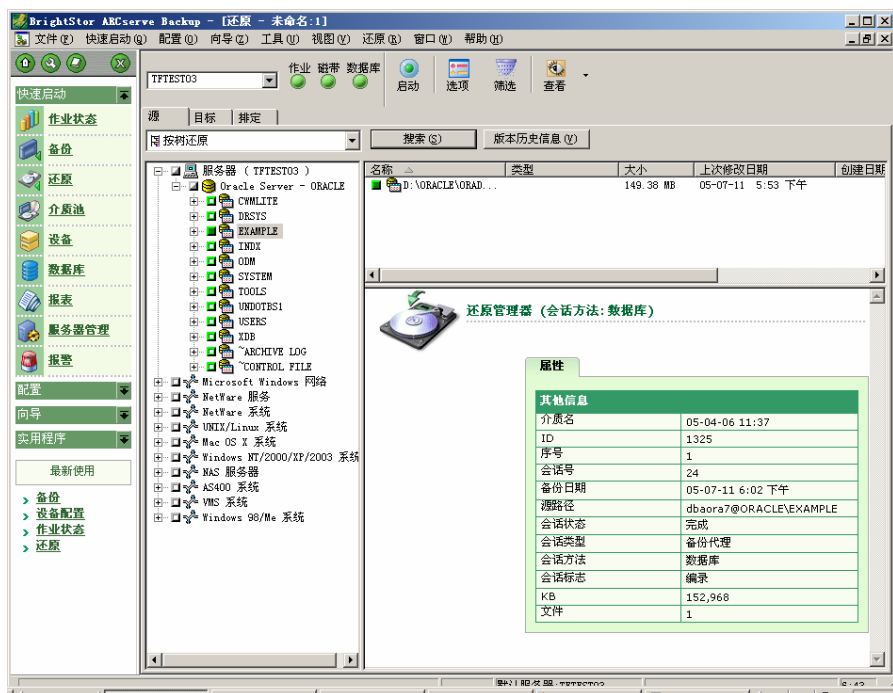 BrightStor ARCserve Backup - [还原 - 未命名:1]
文件(F) 快速启动(Q) 配置(O) 向导(Z) 工具(U) 视图(V) 还原(R) 窗口(W) 帮助(H)
TFTEST03 作业 磁带 数据库 启动 选项 筛选 查看
快速启动
作业状态
备份
还原
介质池
设备
数据库
报表
服务器管理
报警
配置
向导
实用程序
最新使用
备份
设备配置
作业状态
还原
源 目标 排定
按树还原 搜索(S) 版本历史信息(V)
服务器 ( TFTEST03 )
Oracle Server - ORACLE
CWMLITE
DRSYS
EXAMPLE
INDX
ODM
SYSTEM
TOOLS
UNDOTBS1
USERS
XDB
~ARCHIVE LOG
~CONTROL FILE
Microsoft Windows 网络
NetWare 服务
NetWare 系统
UNIX/Linux 系统
Mac OS X 系统
Windows NT/2000/XP/2003 系统
NAS 服务器
AS400 系统
VMS 系统
Windows 98/Me 系统
名称 类型 大小 上次修改日期 创建日期
D:\ORACLE\ORAD... 149.38 MB 05-07-11 5:53 下午
还原管理器 (会话方法:数据库)
属性
其他信息
介质名 05-04-06 11:37
ID 1325
序号 1
会话号 24
备份日期 05-07-11 6:02 下午
源路径 dbaora7@ORACLE\EXAMPLE
会话状态 完成
会话类型 备份代理
会话方法 数据库
会话标志 编录
KB 152,968
文件 1